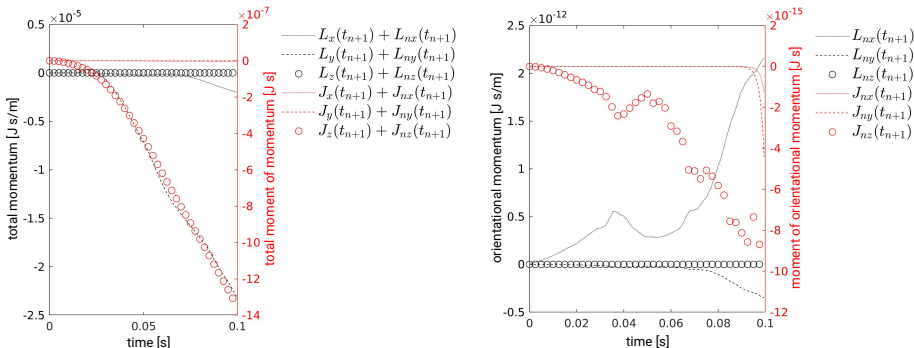 ×10⁻⁵
×10⁻⁷
0.5
0
-0.5
-1
-1.5
-2
-2.5
total momentum [J s/m]
0
0.05
0.1
time [s]
2
0
-2
-4
-6
-8
-10
-12
-14
total moment of momentum [J s]
L_x(t_{n+1}) + L_{nx}(t_{n+1})
L_y(t_{n+1}) + L_{ny}(t_{n+1})
L_z(t_{n+1}) + L_{nz}(t_{n+1})
J_x(t_{n+1}) + J_{nx}(t_{n+1})
J_y(t_{n+1}) + J_{ny}(t_{n+1})
J_z(t_{n+1}) + J_{nz}(t_{n+1})
×10⁻¹²
×10⁻¹⁵
2.5
2
1.5
1
0.5
0
-0.5
orientational momentum [J s/m]
0
0.02
0.04
0.06
0.08
0.1
time [s]
2
0
-2
-4
-6
-8
-10
-12
moment of orientational momentum [J s]
L_{nx}(t_{n+1})
L_{ny}(t_{n+1})
L_{nz}(t_{n+1})
J_{nx}(t_{n+1})
J_{ny}(t_{n+1})
J_{nz}(t_{n+1})